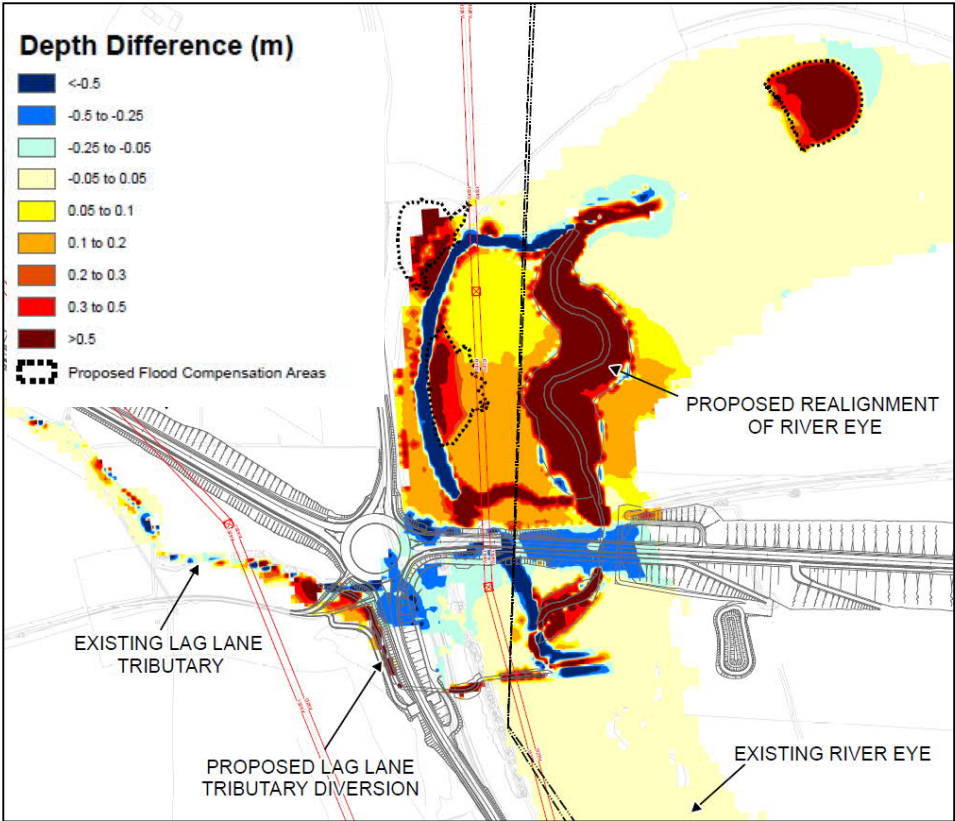 Depth Difference (m)
<-0.5
-0.5 to -0.25
-0.25 to -0.05
-0.05 to 0.05
0.05 to 0.1
0.1 to 0.2
0.2 to 0.3
0.3 to 0.5
>0.5
Proposed Flood Compensation Areas
PROPOSED REALIGNMENT
OF RIVER EYE
EXISTING LAG LANE
TRIBUTARY
PROPOSED LAG LANE
TRIBUTARY DIVERSION
EXISTING RIVER EYE